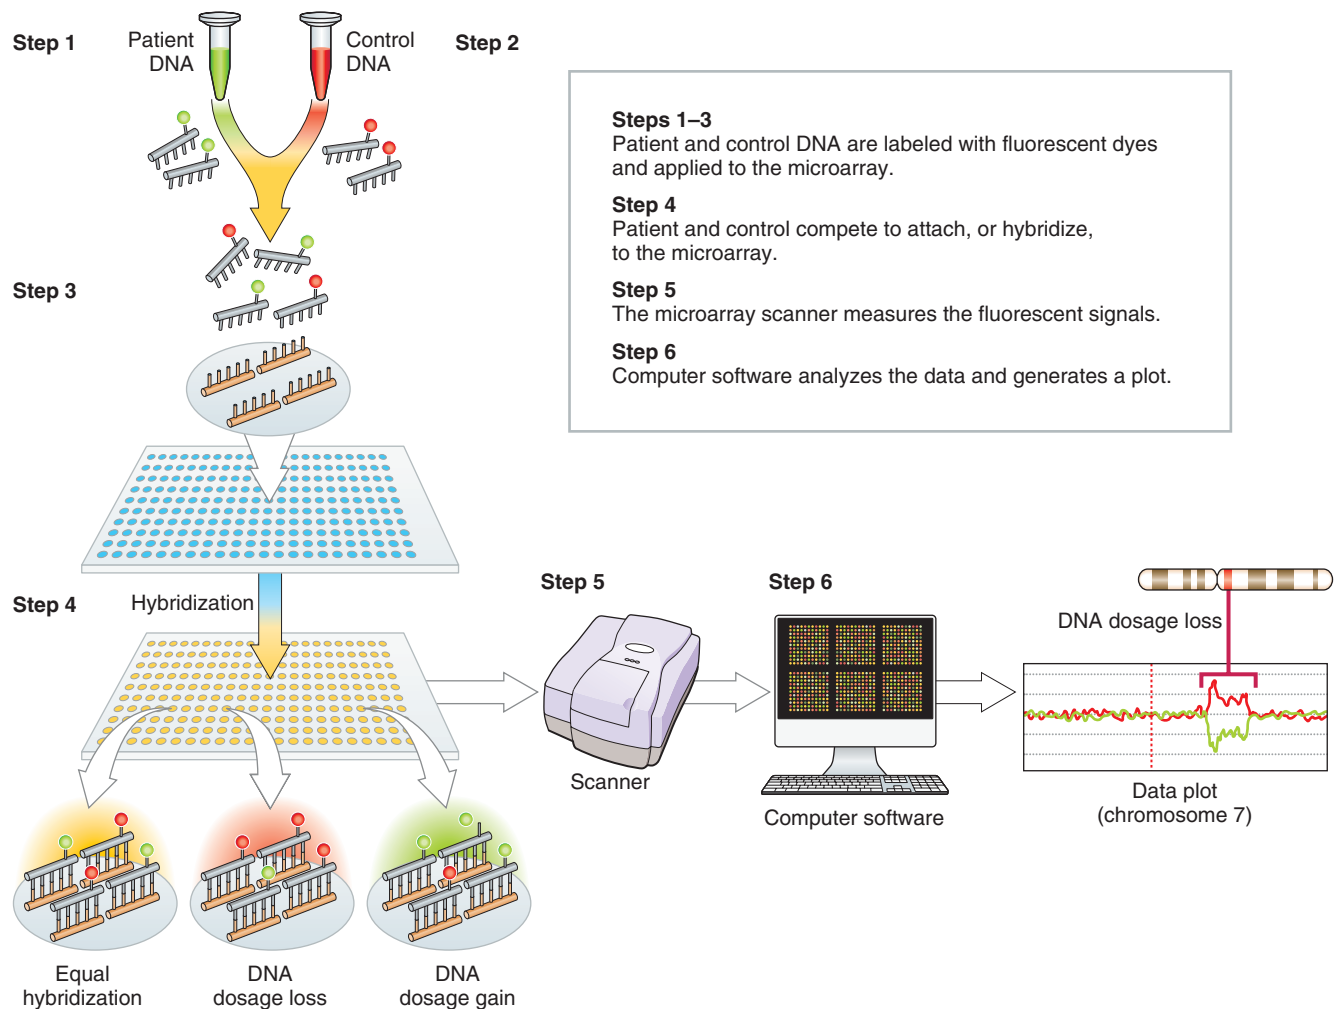 Step 1
Patient
DNA
Control
DNA
Step 2
Steps 1–3
Patient and control DNA are labeled with fluorescent dyes
and applied to the microarray.
Step 4
Patient and control compete to attach, or hybridize,
to the microarray.
Step 5
The microarray scanner measures the fluorescent signals.
Step 6
Computer software analyzes the data and generates a plot.
Step 3
Step 4
Hybridization
Step 5
Scanner
Step 6
Computer software
DNA dosage loss
Data plot
(chromosome 7)
Equal
hybridization
DNA
dosage loss
DNA
dosage gain